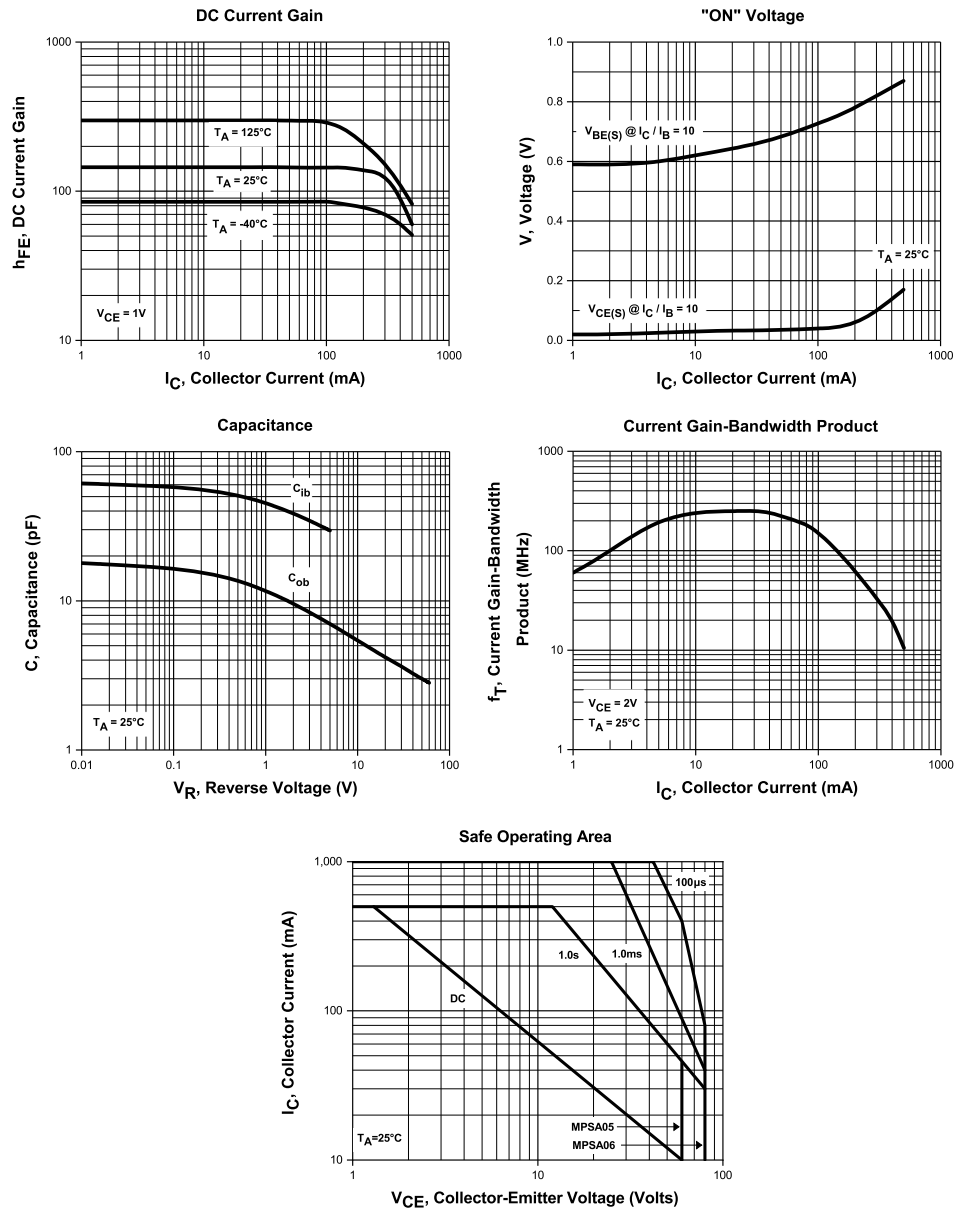 DC Current Gain
1000
100
10
hFE, DC Current Gain
TA = 125°C
TA = 25°C
TA = -40°C
VCE = 1V
1 10 100 1000
IC, Collector Current (mA)
"ON" Voltage
1.0
0.8
0.6
0.4
0.2
0.0
V, Voltage (V)
VBE(S) @ IC / IB = 10
TA = 25°C
VCE(S) @ IC / IB = 10
1 10 100 1000
IC, Collector Current (mA)
Capacitance
100
10
1
C, Capacitance (pF)
Cib
Cob
TA = 25°C
0.01 0.1 1 10 100
VR, Reverse Voltage (V)
Current Gain-Bandwidth Product
1000
100
10
1
fT, Current Gain-Bandwidth
Product (MHz)
VCE = 2V
TA = 25°C
1 10 100 1000
IC, Collector Current (mA)
Safe Operating Area
1,000
100
10
IC, Collector Current (mA)
100µs
1.0s
1.0ms
DC
MPSA05
MPSA06
TA=25°C
1 10 100
VCE, Collector-Emitter Voltage (Volts)